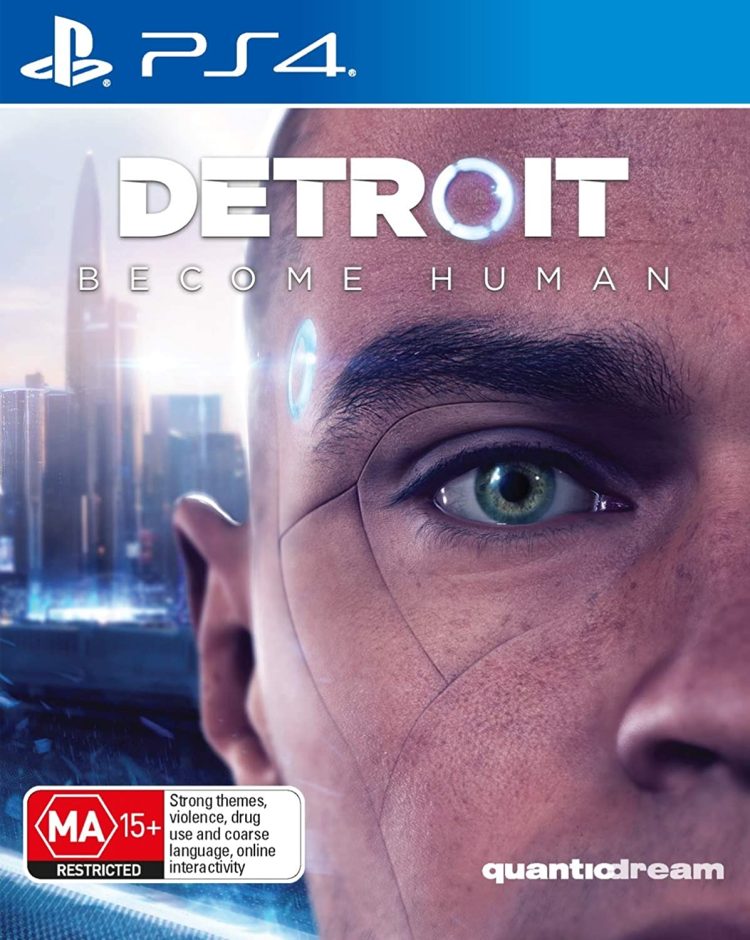 PS4
DETROIT
BECOME HUMAN
MA 15+
RESTRICTED
Strong themes,
violence, drug
use and coarse
language, online
interactivity
quanticdream